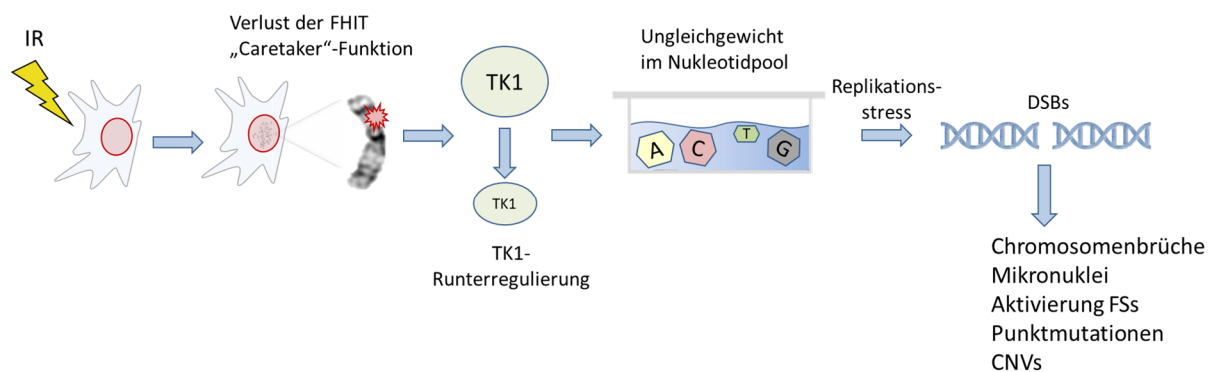 IR
Verlust der FHIT
„Caretaker“-Funktion
TK1
TK1
TK1-
Runterregulierung
Ungleichgewicht
im Nukleotidpool
A
C
T
G
Replikations-
stress
DSBs
Chromosomenbrüche
Mikronuklei
Aktivierung FSs
Punktmutationen
CNVs